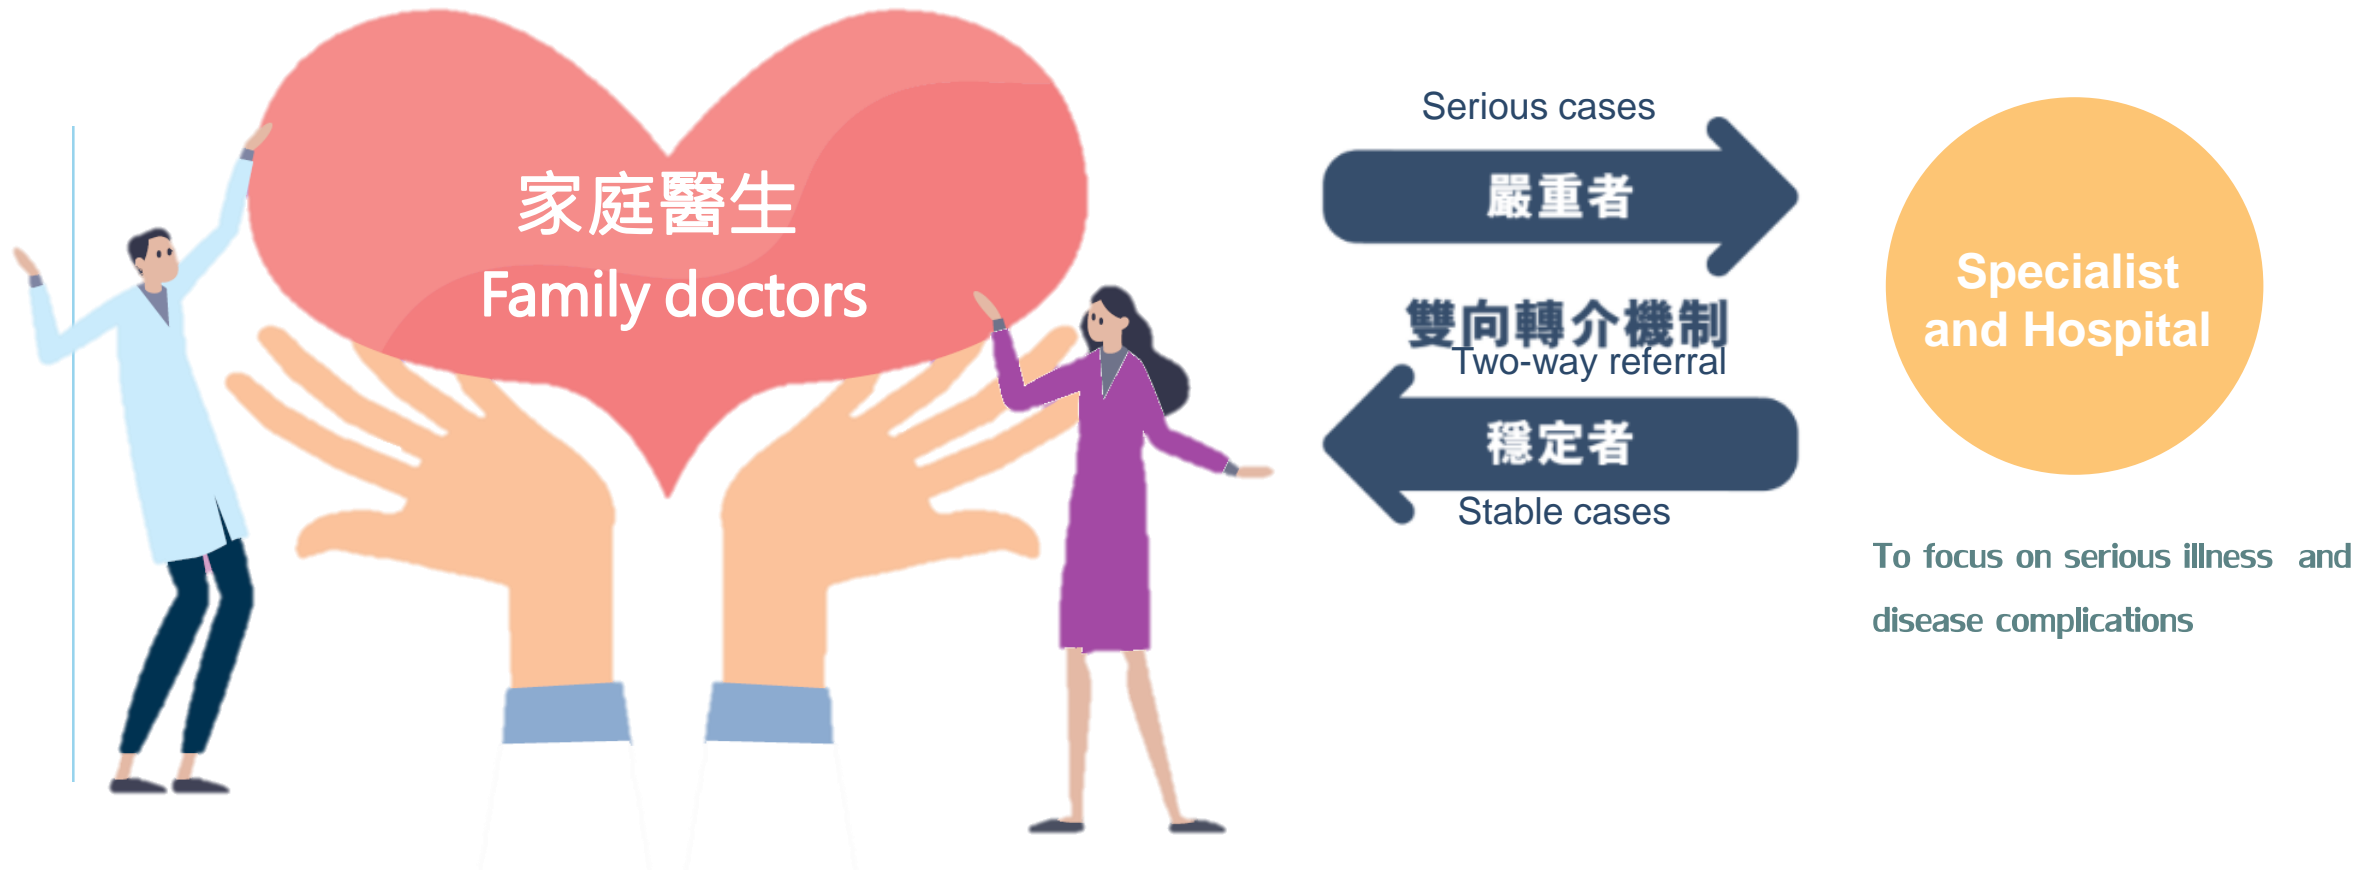 家庭醫生
Family doctors
Serious cases
嚴重者
雙向轉介機制
Two-way referral
穩定者
Stable cases
Specialist
and Hospital
To focus on serious illness and
disease complications